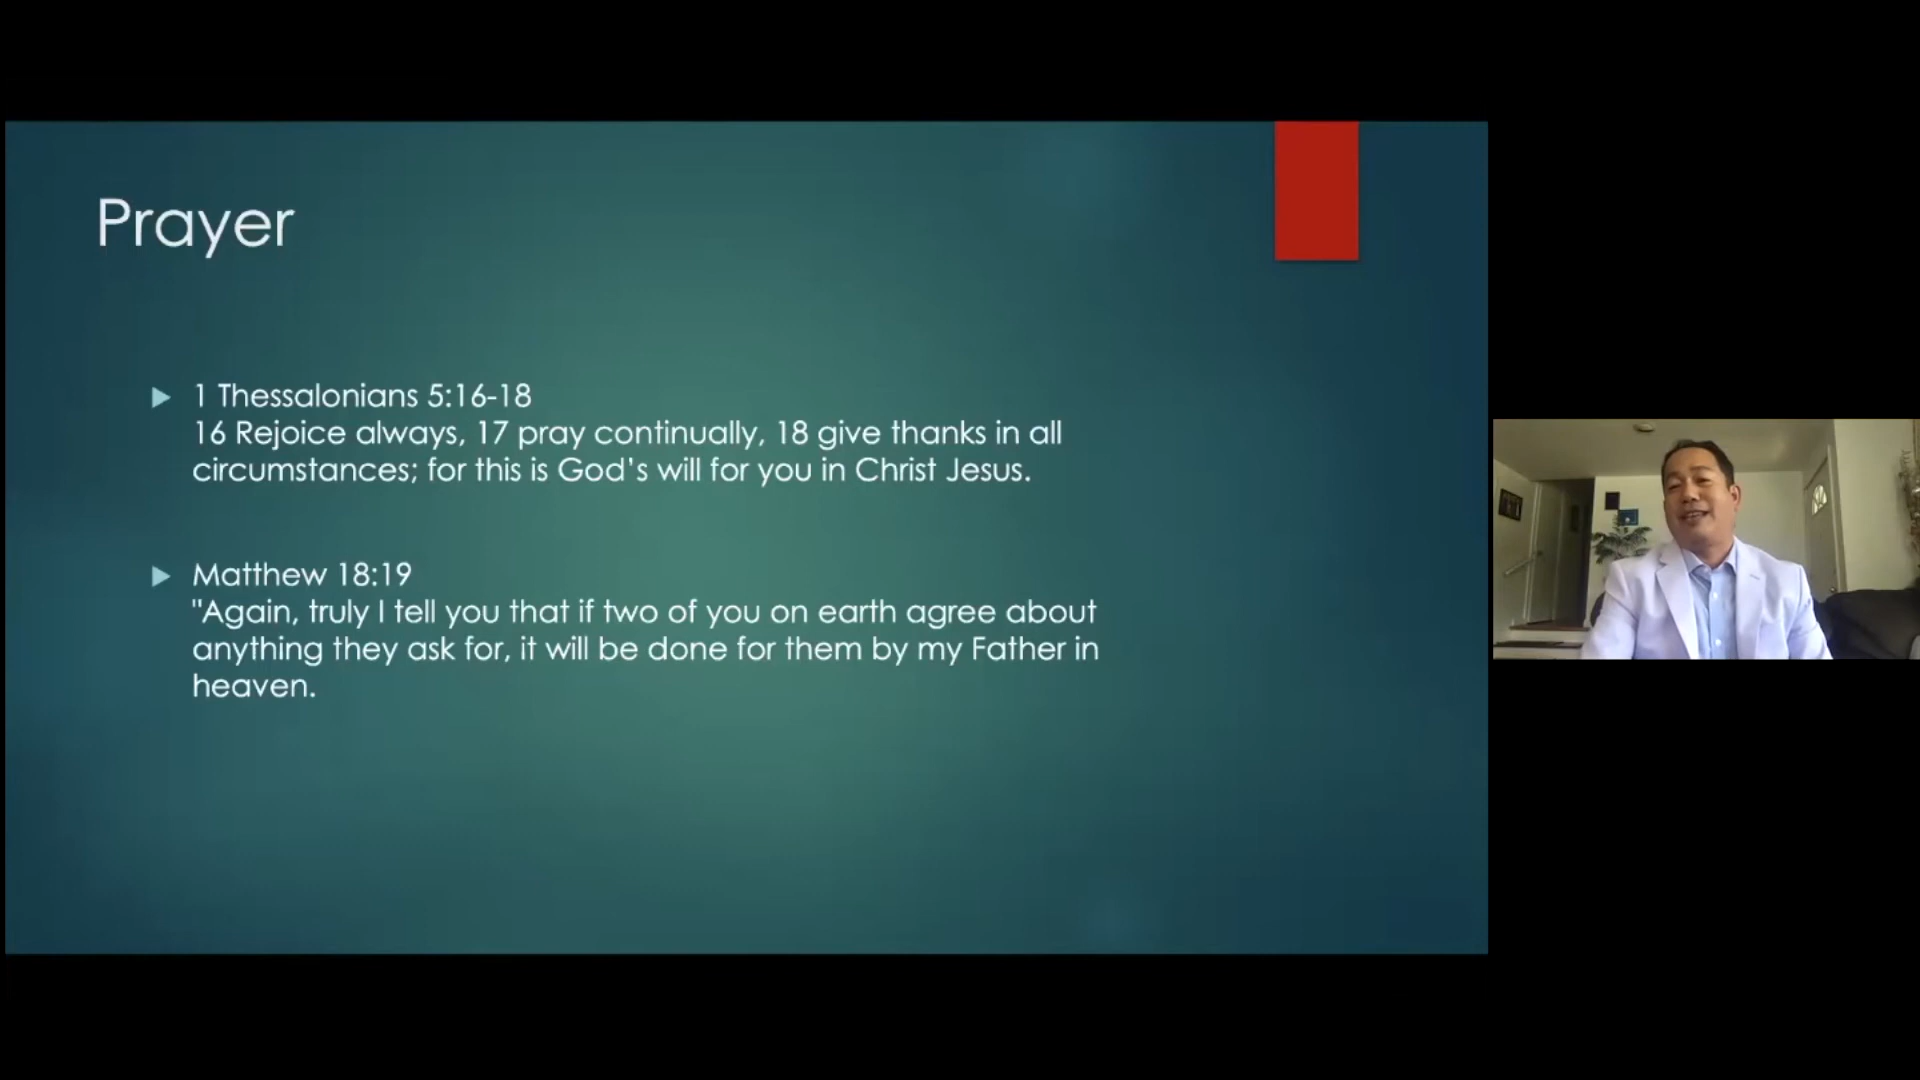 Prayer
1 Thessalonians 5:16-18
16 Rejoice always, 17 pray continually, 18 give thanks in all
circumstances; for this is God's will for you in Christ Jesus.
Matthew 18:19
"Again, truly I tell you that if two of you on earth agree about
anything they ask for, it will be done for them by my Father in
heaven.